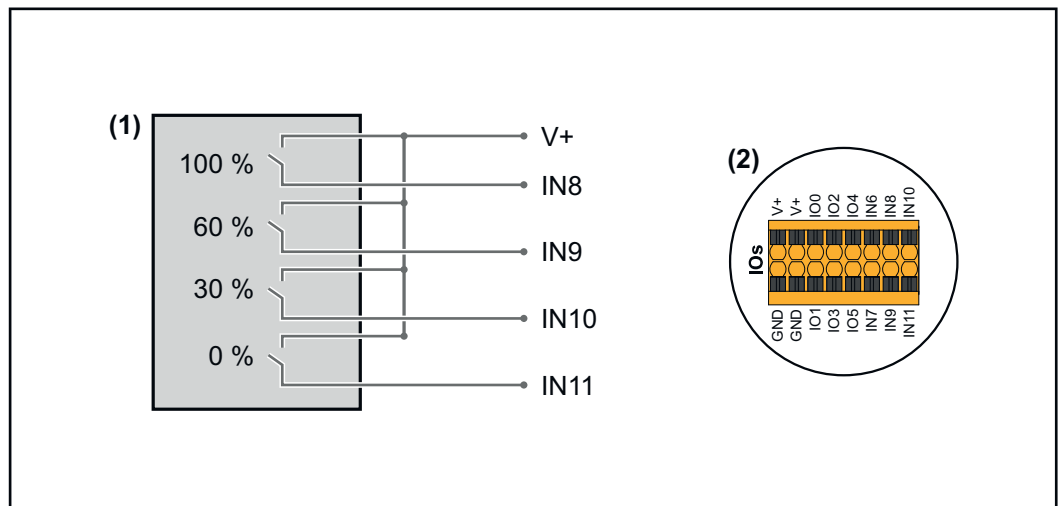 (1)
100 %
60 %
30 %
0 %
V+
IN8
IN9
IN10
IN11
(2)
V+ V+ IO0 IO2 IO4 IN6 IN8 IN10
IOs
GND GND IO1 IO3 IO5 IN7 IN9 IN11